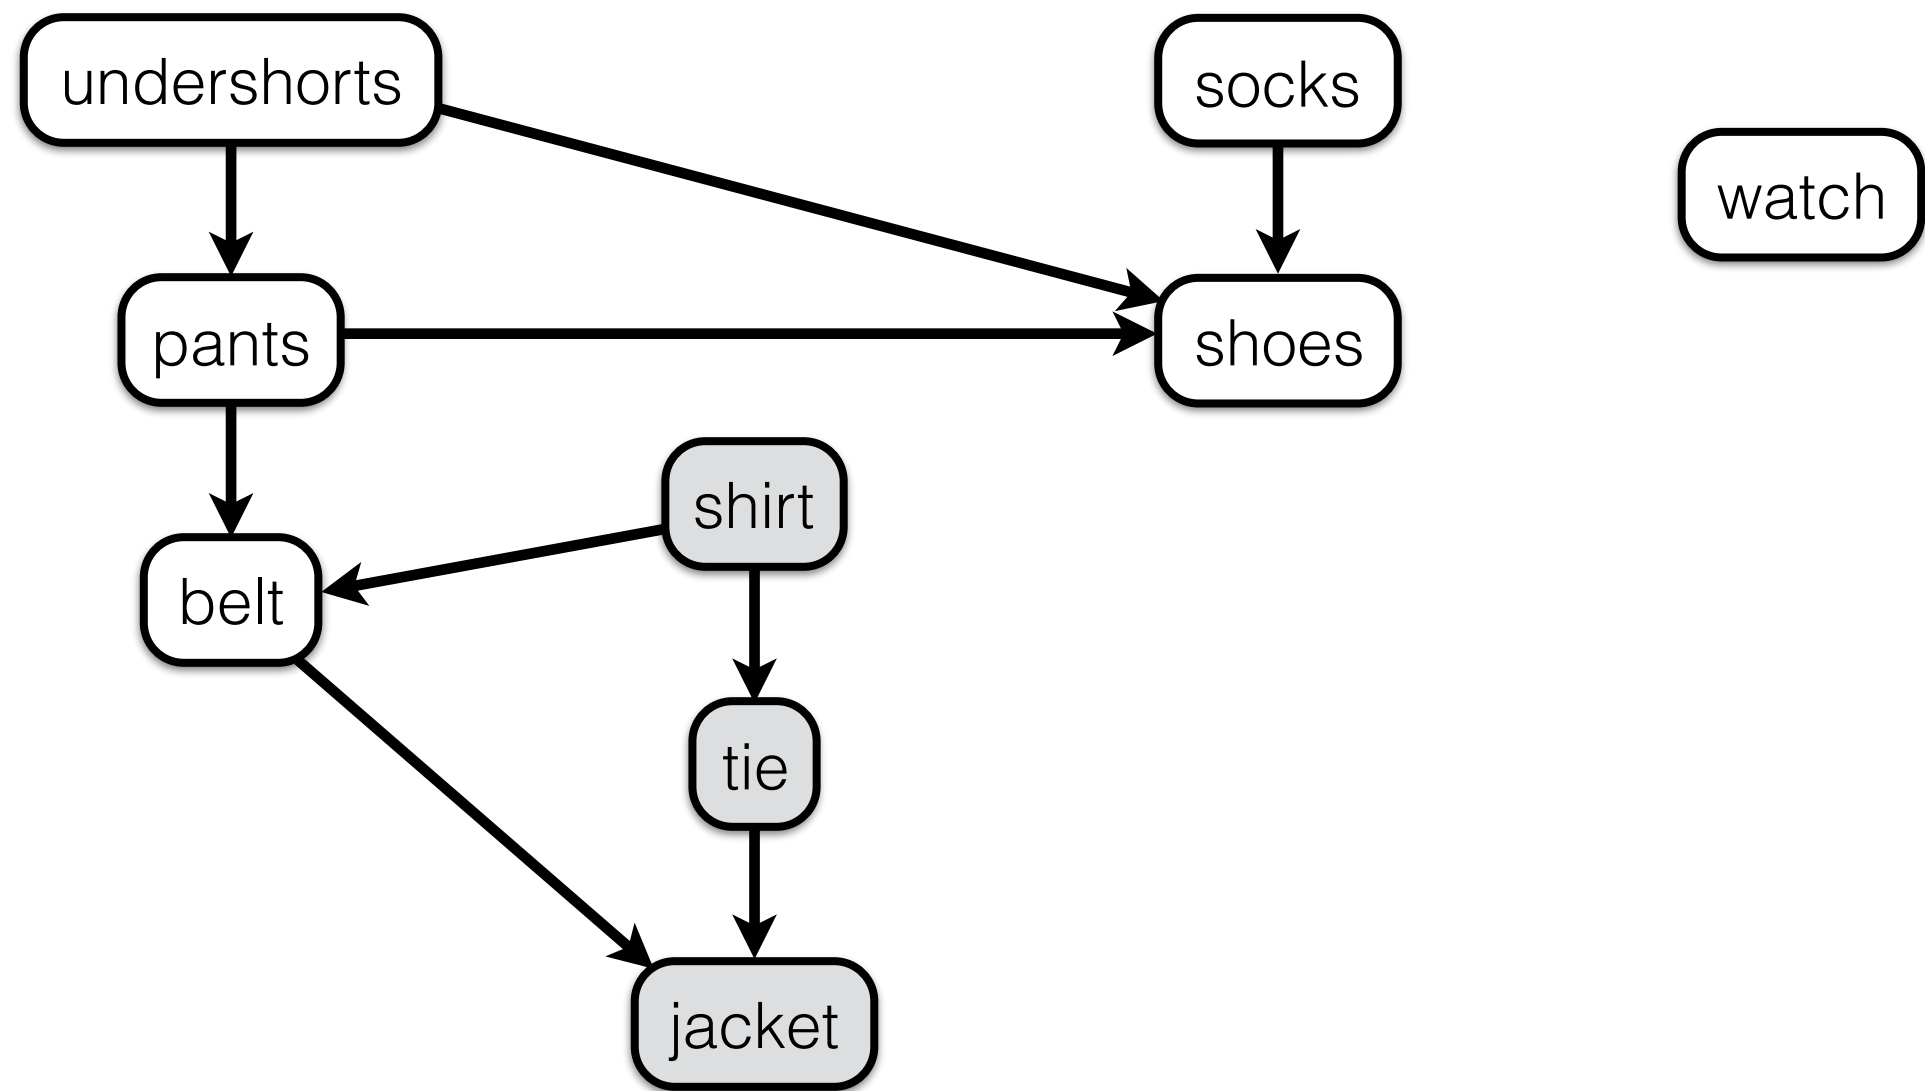 undershorts
socks
watch
pants
shoes
shirt
belt
tie
jacket